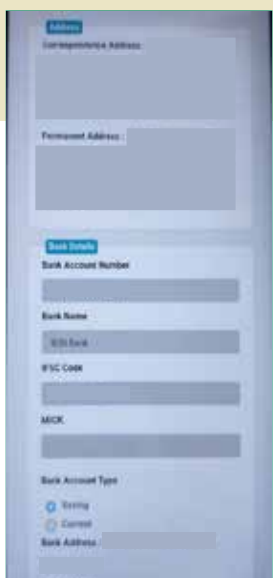 Address
Correspondence Address
Permanent Address :
Bank Details
Bank Account Number
Bank Name
Bank
IFSC Code
MICR
Bank Account Type
Saving
Current
Bank Address :